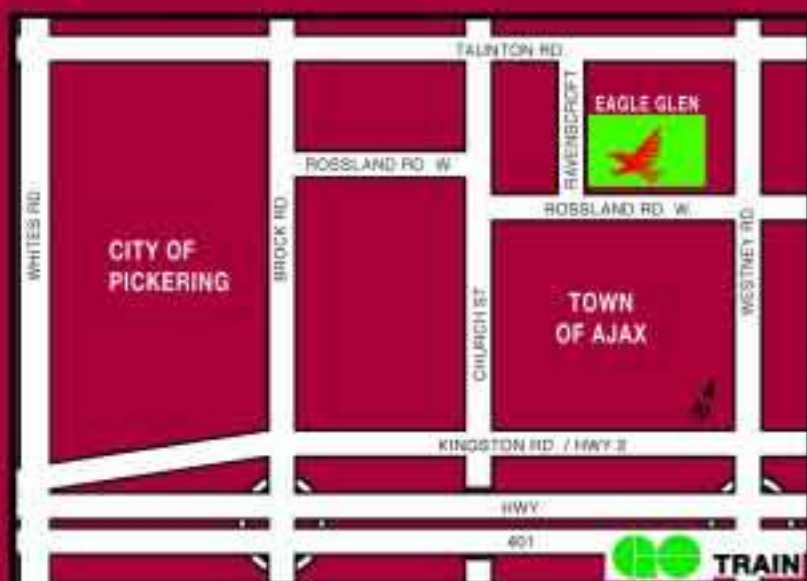 TAUNTON RD
RAVENSCROFT
EAGLE GLEN
ROSSLAND RD W
ROSSLAND RD W
WHITES RD
BROCK RD
CHURCH ST
WESTNEY RD
CITY OF
PICKERING
TOWN
OF AJAX
KINGSTON RD / HWY 2
HWY
401
GO TRAIN